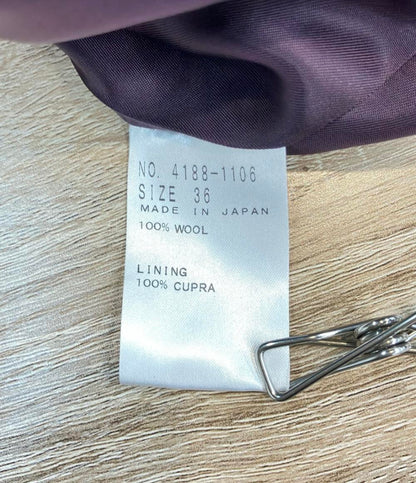 NO. 4188-1106
SIZE 36
MADE IN JAPAN
100% WOOL
LINING
100% CUPRA